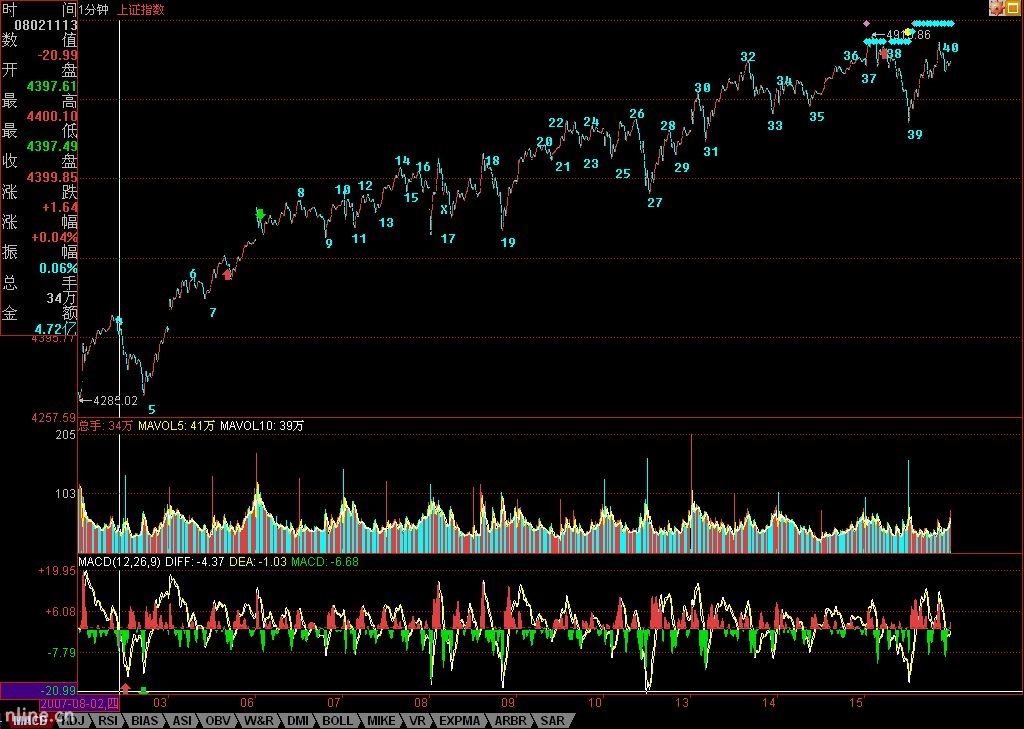 时 间 1分钟 上证指数
08021113
数 值
-20.99
开 盘
4397.61
最 高
4400.10
最 低
4397.49
收 盘
4399.85
涨 跌
+1.64
涨 幅
+0.04%
振 幅
0.06%
总 手
34万
金 额
4.72亿
4257.59
←4285.02
5
6
7
8
9
10
11
12
13
14
15
16
X
17
18
19
20
21
22
23
24
25
26
27
28
29
30
31
32
33
34
35
36
37
38
39
40
总手: 34万 MAVOL5: 41万 MAVOL10: 39万
205
103
MACD(12,26,9) DIFF: -4.37 DEA: -1.03 MACD: -6.68
+19.95
+6.08
-7.79
-20.99
2007-08-02,四 03 06 07 08 09 10 13 14 15
MACD KDJ RSI BIAS ASI OBV W&R DMI BOLL MIKE VR EXPMA ARBR SAR